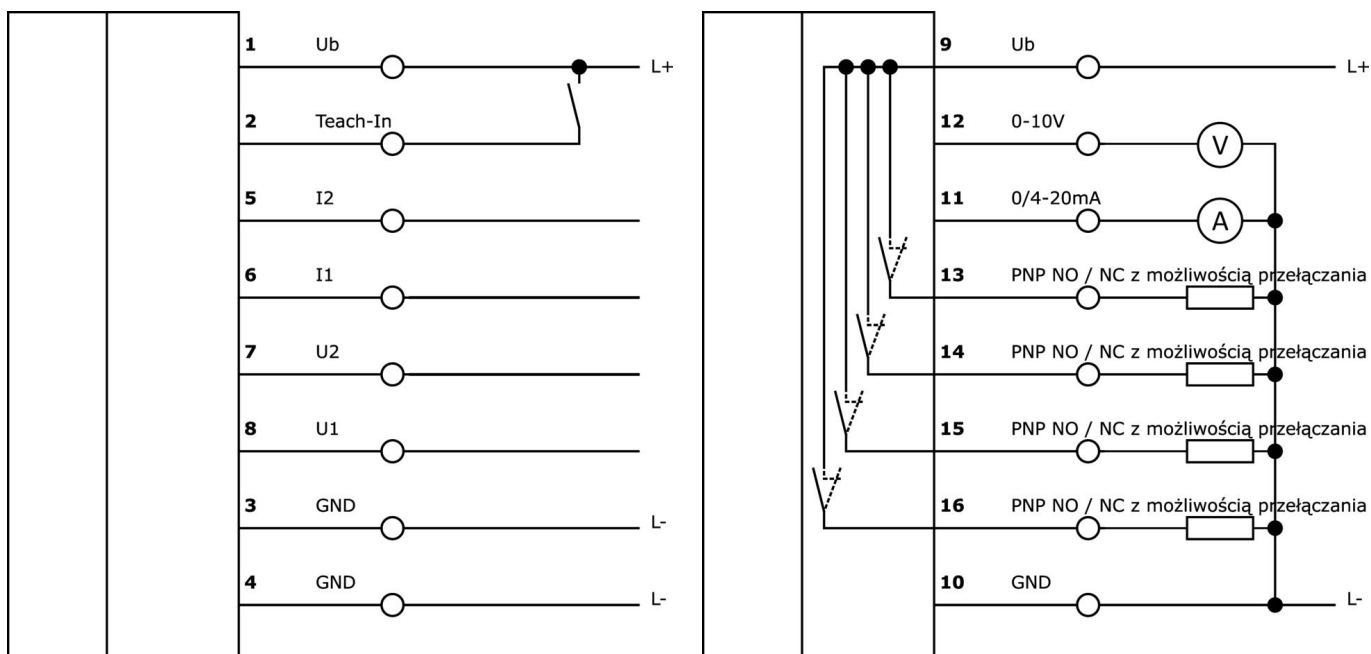 1 Ub
L+
2 Teach-In
5 I2
6 I1
7 U2
8 U1
3 GND
L-
4 GND
L-
9 Ub
L+
12 0-10V
V
11 0/4-20mA
A
13 PNP NO / NC z możliwością przełączania
14 PNP NO / NC z możliwością przełączania
15 PNP NO / NC z możliwością przełączania
16 PNP NO / NC z możliwością przełączania
10 GND
L-